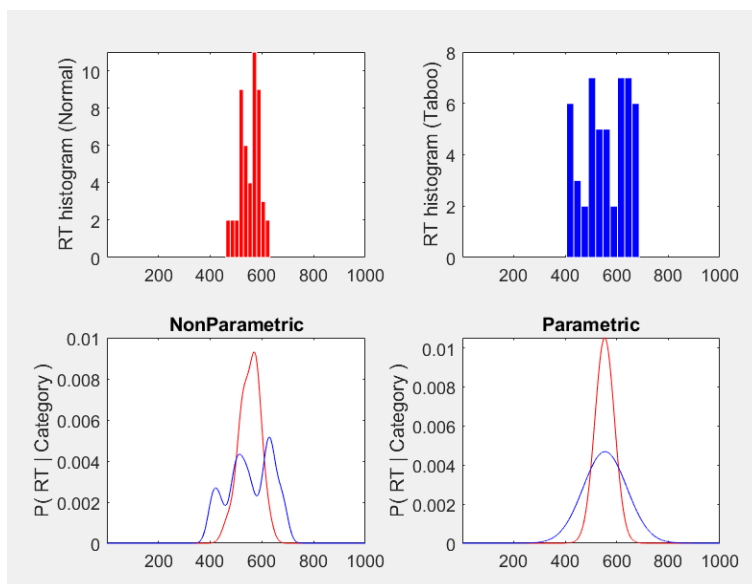 RT histogram (Normal)
10
8
6
4
2
0
200 400 600 800 1000
RT histogram (Taboo)
8
6
4
2
0
200 400 600 800 1000
NonParametric
P( RT | Category )
0.01
0.008
0.006
0.004
0.002
0
200 400 600 800 1000
Parametric
P( RT | Category )
0.01
0.008
0.006
0.004
0.002
0
200 400 600 800 1000